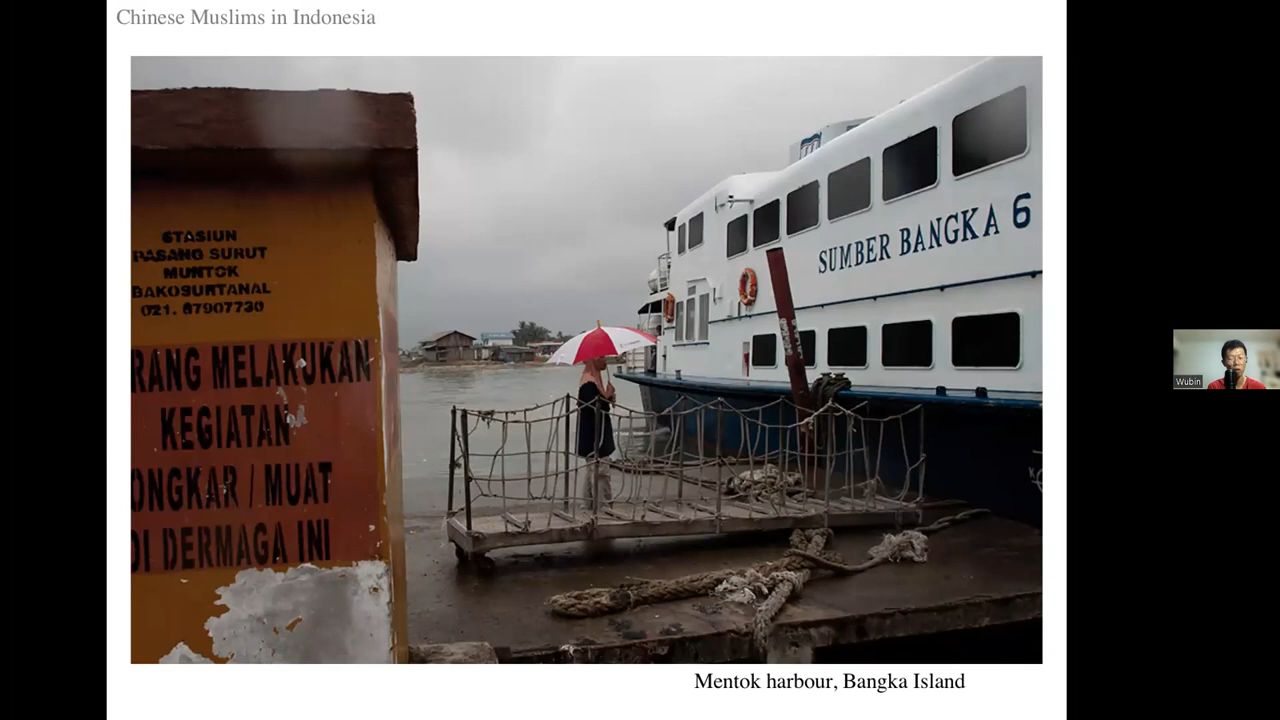 Chinese Muslims in Indonesia
STASIUN
PASANG SURUT
MUNTOK
BAKOSURTANAL
021. 87907730
RANG MELAKUKAN
KEGIATAN
ONGKAR / MUAT
DI DERMAGA INI
SUMBER BANGKA 6
Wubin
Mentok harbour, Bangka Island